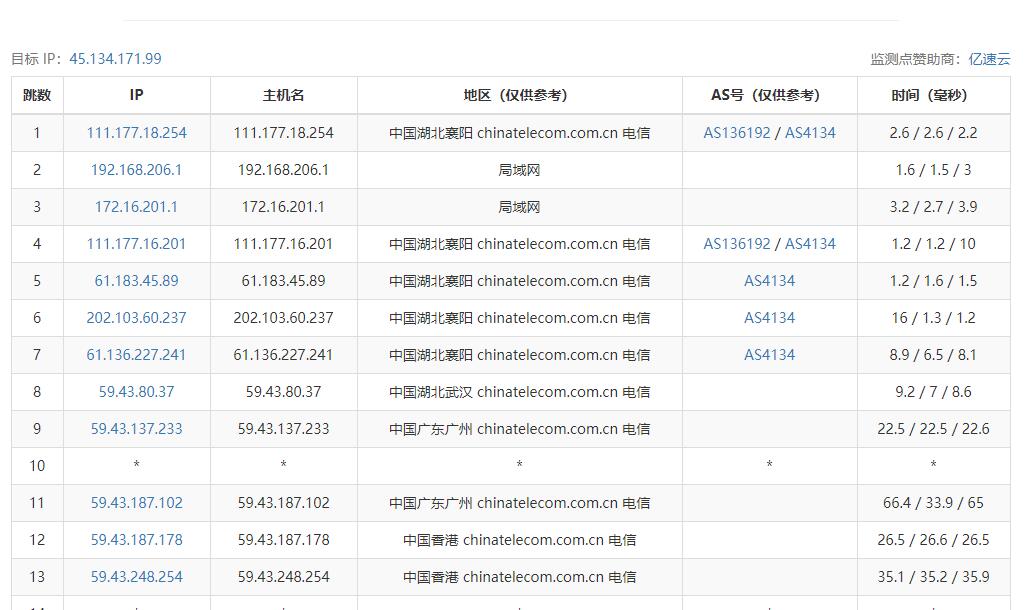 目标 IP：45.134.171.99 监测点赞助商：亿速云
跳数 IP 主机名 地区（仅供参考） AS号（仅供参考） 时间（毫秒）
1 111.177.18.254 111.177.18.254 中国湖北襄阳 chinatelecom.com.cn 电信 AS136192 / AS4134 2.6 / 2.6 / 2.2
2 192.168.206.1 192.168.206.1 局域网 1.6 / 1.5 / 3
3 172.16.201.1 172.16.201.1 局域网 3.2 / 2.7 / 3.9
4 111.177.16.201 111.177.16.201 中国湖北襄阳 chinatelecom.com.cn 电信 AS136192 / AS4134 1.2 / 1.2 / 10
5 61.183.45.89 61.183.45.89 中国湖北襄阳 chinatelecom.com.cn 电信 AS4134 1.2 / 1.6 / 1.5
6 202.103.60.237 202.103.60.237 中国湖北襄阳 chinatelecom.com.cn 电信 AS4134 16 / 1.3 / 1.2
7 61.136.227.241 61.136.227.241 中国湖北襄阳 chinatelecom.com.cn 电信 AS4134 8.9 / 6.5 / 8.1
8 59.43.80.37 59.43.80.37 中国湖北武汉 chinatelecom.com.cn 电信 9.2 / 7 / 8.6
9 59.43.137.233 59.43.137.233 中国广东广州 chinatelecom.com.cn 电信 22.5 / 22.5 / 22.6
10 * * * * *
11 59.43.187.102 59.43.187.102 中国广东广州 chinatelecom.com.cn 电信 66.4 / 33.9 / 65
12 59.43.187.178 59.43.187.178 中国香港 chinatelecom.com.cn 电信 26.5 / 26.6 / 26.5
13 59.43.248.254 59.43.248.254 中国香港 chinatelecom.com.cn 电信 35.1 / 35.2 / 35.9